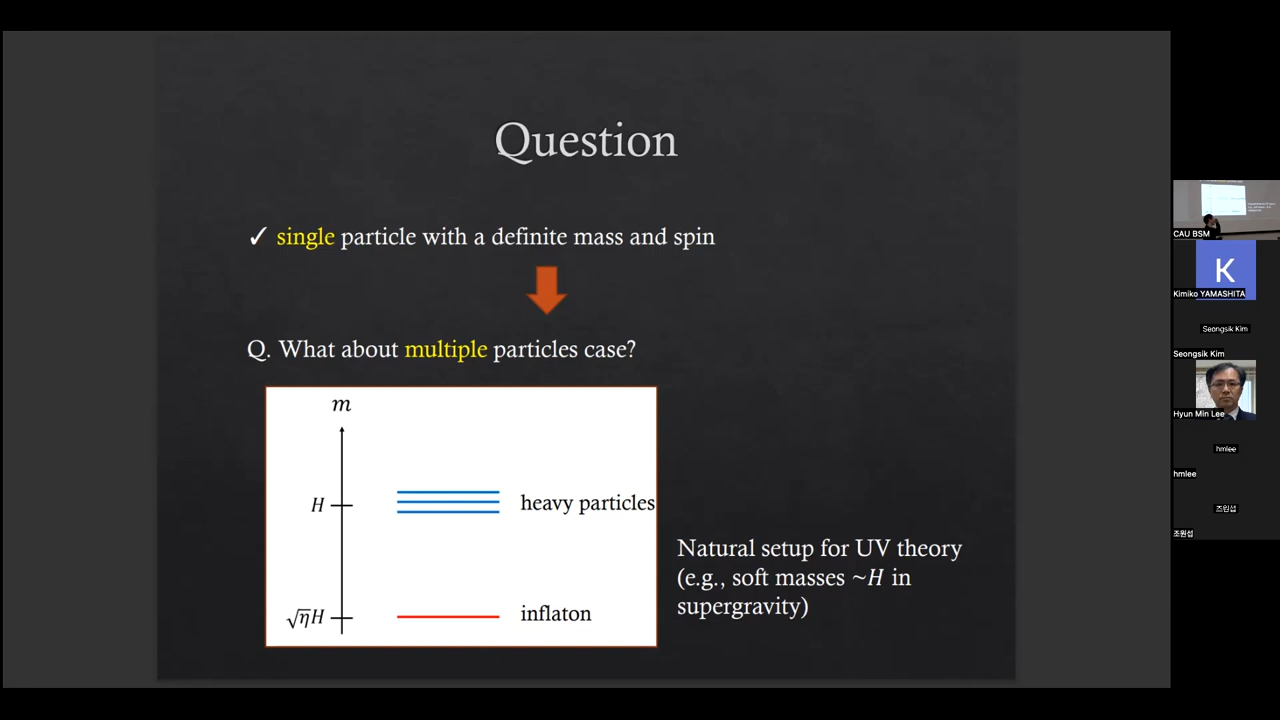 Question
✓ single particle with a definite mass and spin
Q. What about multiple particles case?
m
H
heavy particles
√ηH
inflaton
Natural setup for UV theory
(e.g., soft masses ~H in
supergravity)
CAU BSM
K
Kimiko YAMASHITA
Seongsik Kim
Seongsik Kim
Hyun Min Lee
hmlee
hmlee
조원섭
조원섭